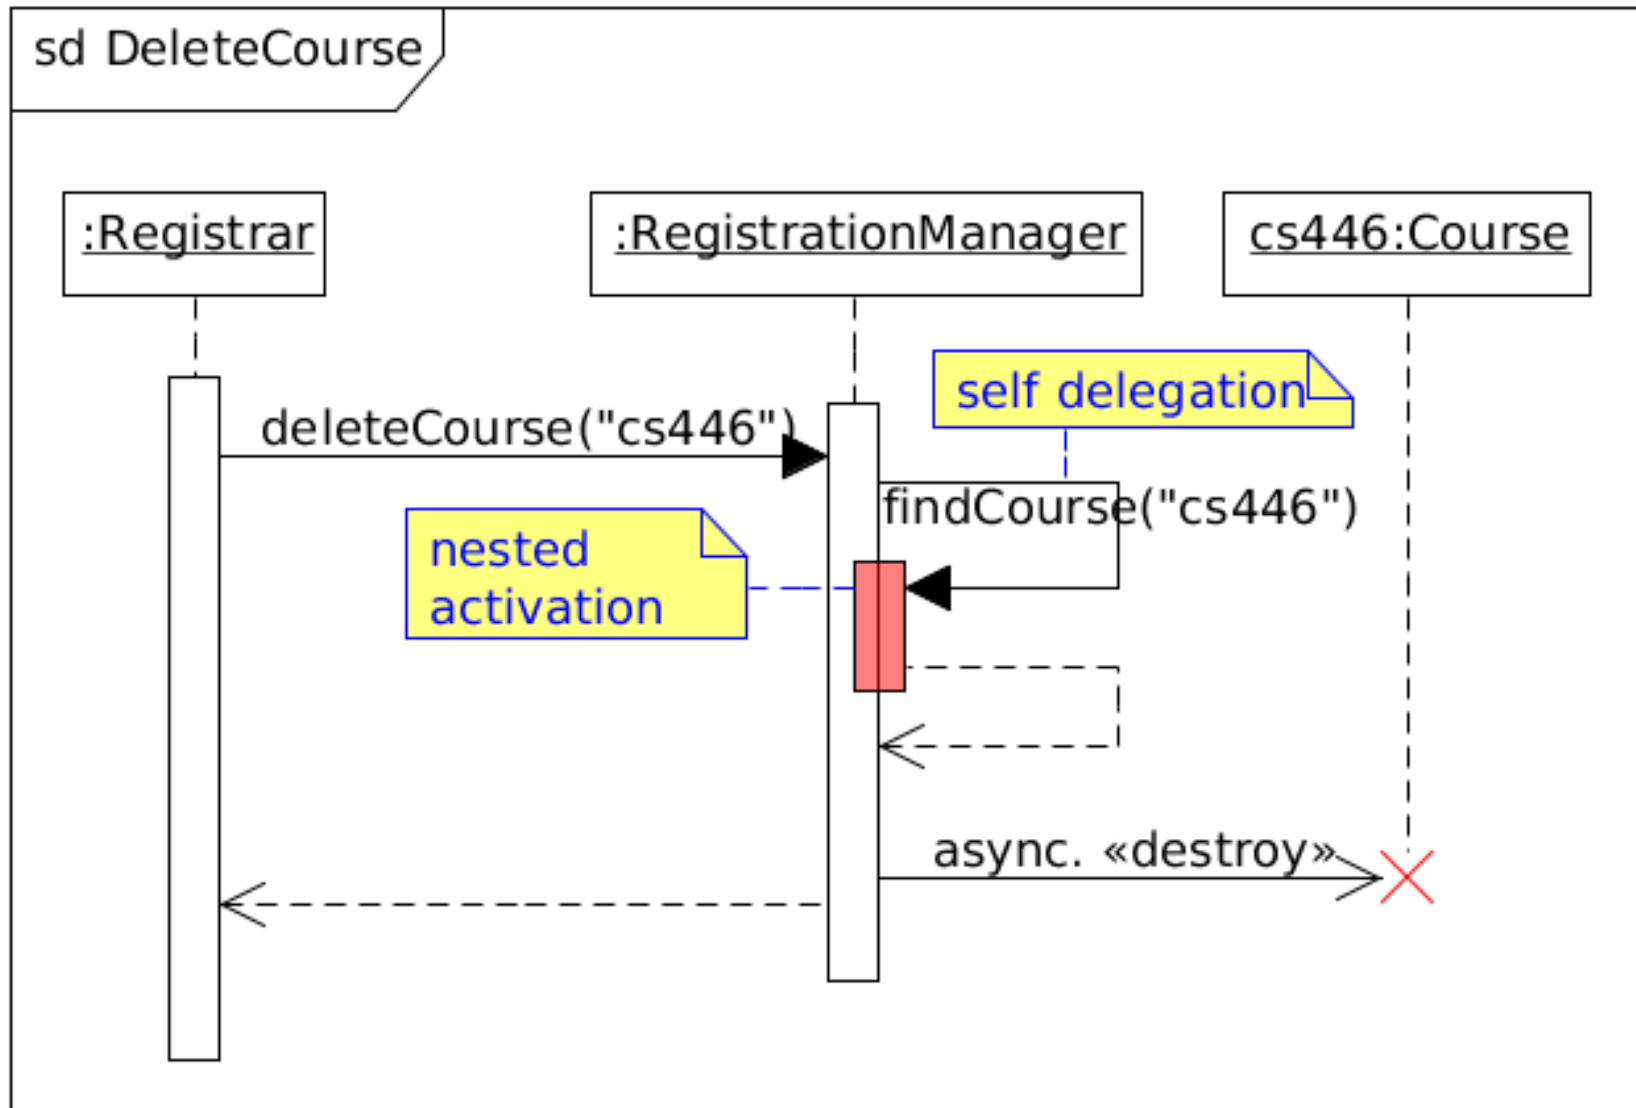 sd DeleteCourse
:Registrar
:RegistrationManager
cs446:Course
self delegation
deleteCourse("cs446")
findCourse("cs446")
nested
activation
async. «destroy»